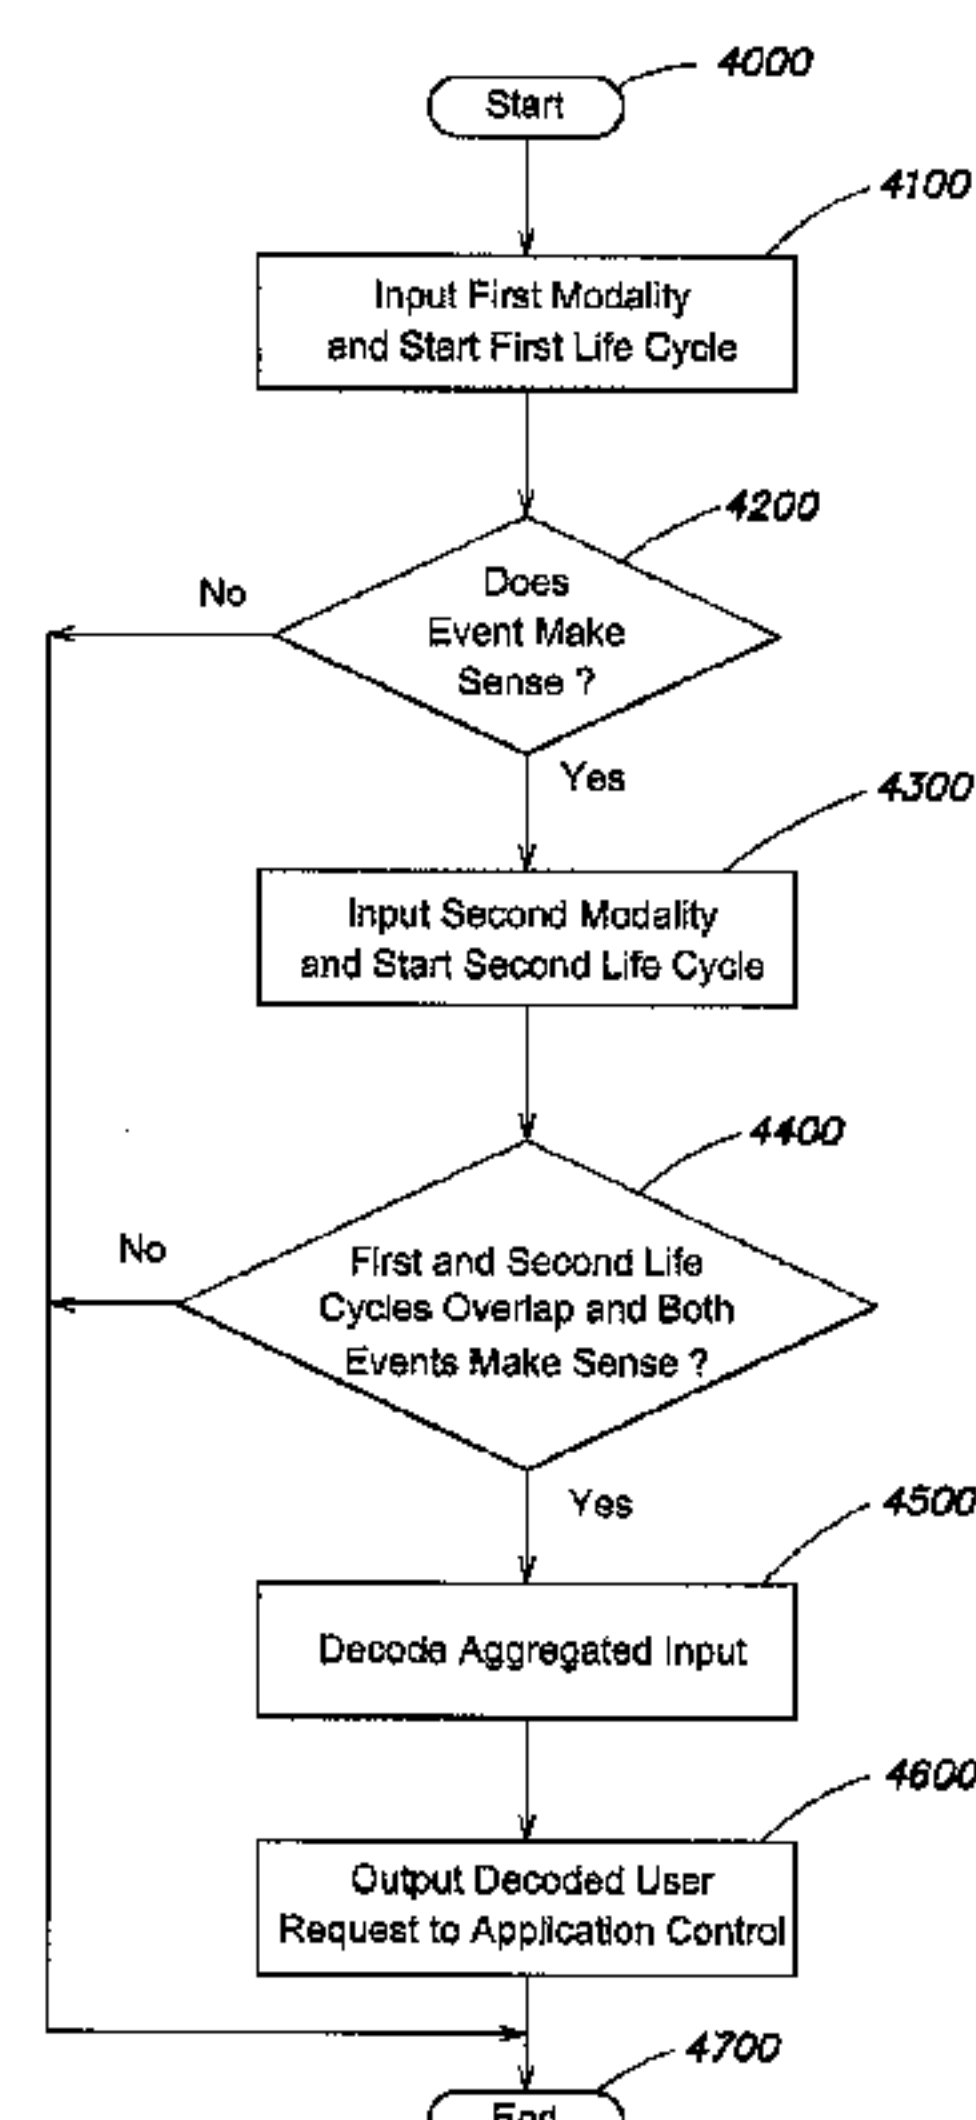 4000
Start
4100
Input First Modality
and Start First Life Cycle
4200
Does
Event Make
Sense ?
No
Yes
4300
Input Second Modality
and Start Second Life Cycle
4400
No
First and Second Life
Cycles Overlap and Both
Events Make Sense ?
Yes
4500
Decode Aggregated Input
4600
Output Decoded User
Request to Application Control
4700
End